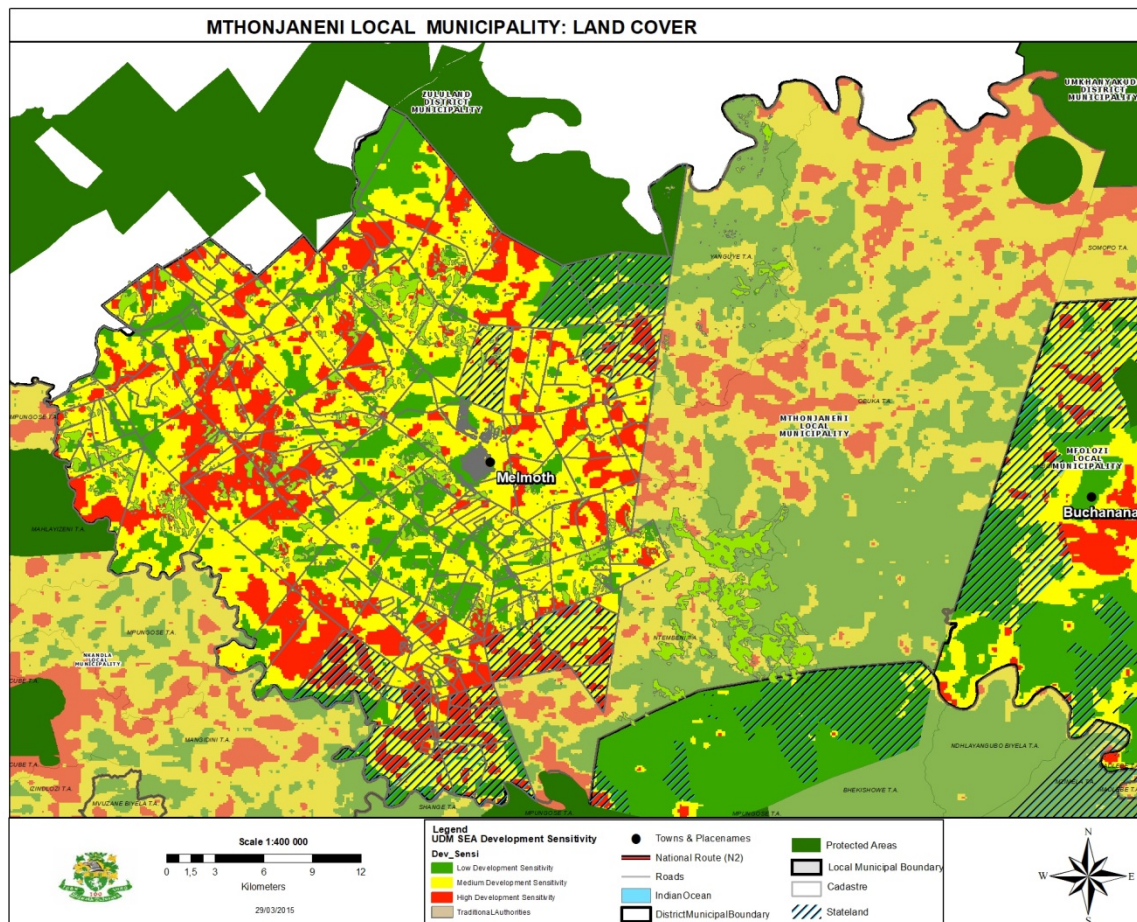 MTHONJANENI LOCAL MUNICIPALITY: LAND COVER
ZULULAND
DISTRICT
MUNICIPALITY
UMKHANYAKUDE
DISTRICT
MUNICIPALITY
YANGUYE T.A.
SOMOPO T.A.
MPUNGOSE T.A.
MTHONJANENI
LOCAL
MUNICIPALITY
OBUKA T.A.
MFOLOZI
LOCAL
MUNICIPALITY
Melmoth
Buchanana
MPUNGOSE T.A.
NTEMBENI T.A.
NKANDLA
LOCAL
MUNICIPALITY
MANGIDINI T.A.
NDHLAYANGUBO BIYELA T.A.
CUBE T.A.
IZINDLOZI T.A.
MVUZANE BIYELA T.A.
SHANGE T.A.
MPUNGOSE T.A.
MPUNGOSE T.A.
BHEKISHOWE T.A.
Scale 1:400 000
0 1,5 3 6 9 12
Kilometers
29/03/2015
Legend
UDM SEA Development Sensitivity
Dev_Sensi
Low Development Sensitivity
Medium Development Sensitivity
High Development Sensitivity
TraditionalAuthorities
Towns & Placenames
National Route (N2)
Roads
IndianOcean
DistrictMunicipalBoundary
Protected Areas
Local Municipal Boundary
Cadastre
Stateland
N
W E
S